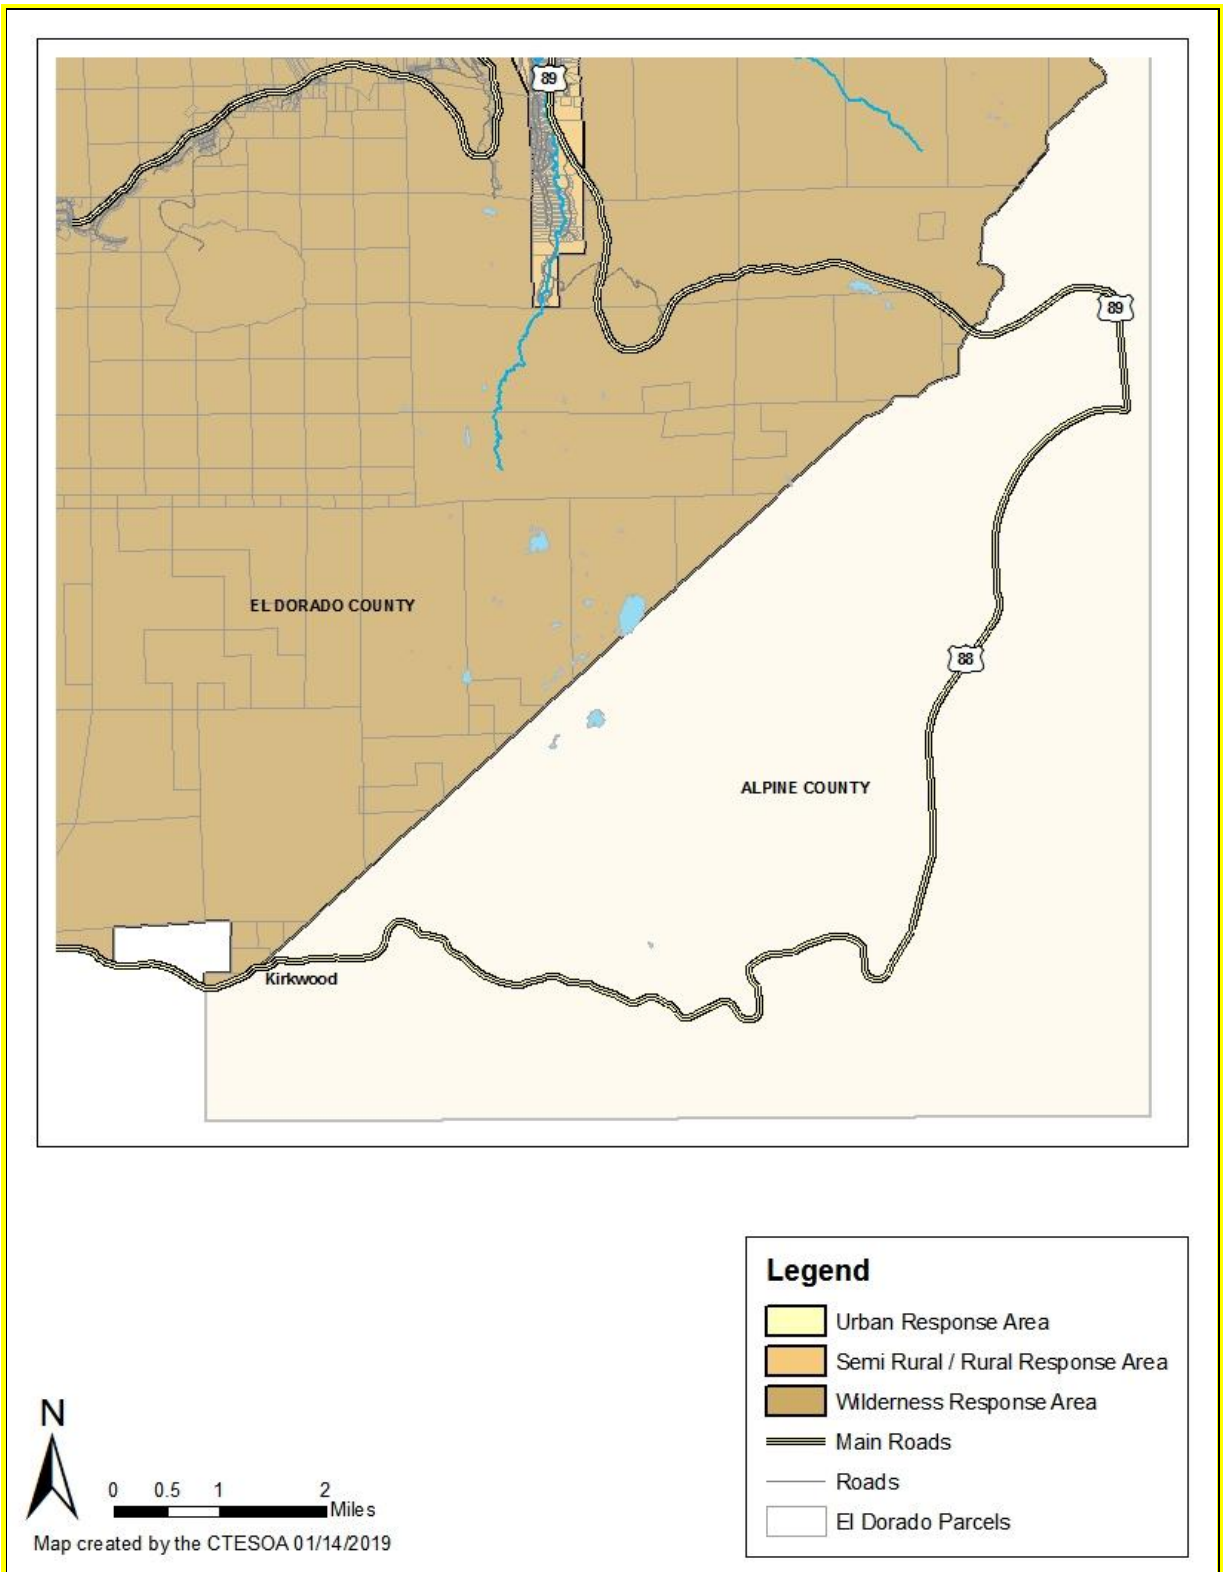 89
89
EL DORADO COUNTY
88
ALPINE COUNTY
Kirkwood
Legend
Urban Response Area
Semi Rural / Rural Response Area
Wilderness Response Area
Main Roads
Roads
El Dorado Parcels
N
0 0.5 1 2
Miles
Map created by the CTESOA 01/14/2019